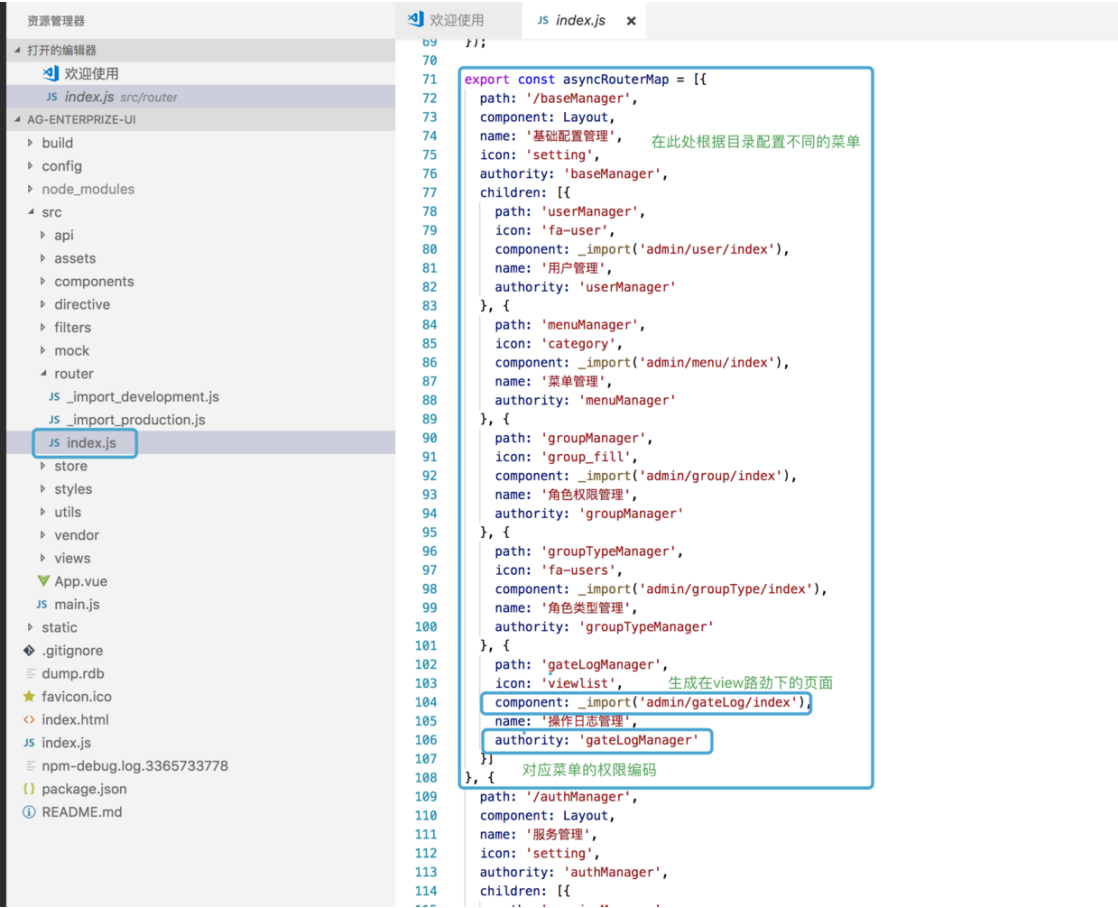 资源管理器
打开的编辑器
欢迎使用
JS index.js src/router
AG-ENTERPRIZE-UI
build
config
node_modules
src
api
assets
components
directive
filters
mock
router
JS _import_development.js
JS _import_production.js
JS index.js
store
styles
utils
vendor
views
App.vue
JS main.js
static
.gitignore
dump.rdb
favicon.ico
<> index.html
JS index.js
npm-debug.log.3365733778
{} package.json
README.md
欢迎使用 JS index.js ×
69 });
70
71 export const asyncRouterMap = [{
72 path: '/baseManager',
73 component: Layout,
74 name: '基础配置管理',
在此处根据目录配置不同的菜单
75 icon: 'setting',
76 authority: 'baseManager',
77 children: [{
78 path: 'userManager',
79 icon: 'fa-user',
80 component: _import('admin/user/index'),
81 name: '用户管理',
82 authority: 'userManager'
83 }, {
84 path: 'menuManager',
85 icon: 'category',
86 component: _import('admin/menu/index'),
87 name: '菜单管理',
88 authority: 'menuManager'
89 }, {
90 path: 'groupManager',
91 icon: 'group_fill',
92 component: _import('admin/group/index'),
93 name: '角色权限管理',
94 authority: 'groupManager'
95 }, {
96 path: 'groupTypeManager',
97 icon: 'fa-users',
98 component: _import('admin/groupType/index'),
99 name: '角色类型管理',
100 authority: 'groupTypeManager'
101 }, {
102 path: 'gateLogManager',
103 icon: 'viewlist',
生成在view路劲下的页面
104 component: _import('admin/gateLog/index'),
105 name: '操作日志管理',
106 authority: 'gateLogManager'
107 }]
对应菜单的权限编码
108 }, {
109 path: '/authManager',
110 component: Layout,
111 name: '服务管理',
112 icon: 'setting',
113 authority: 'authManager',
114 children: [{